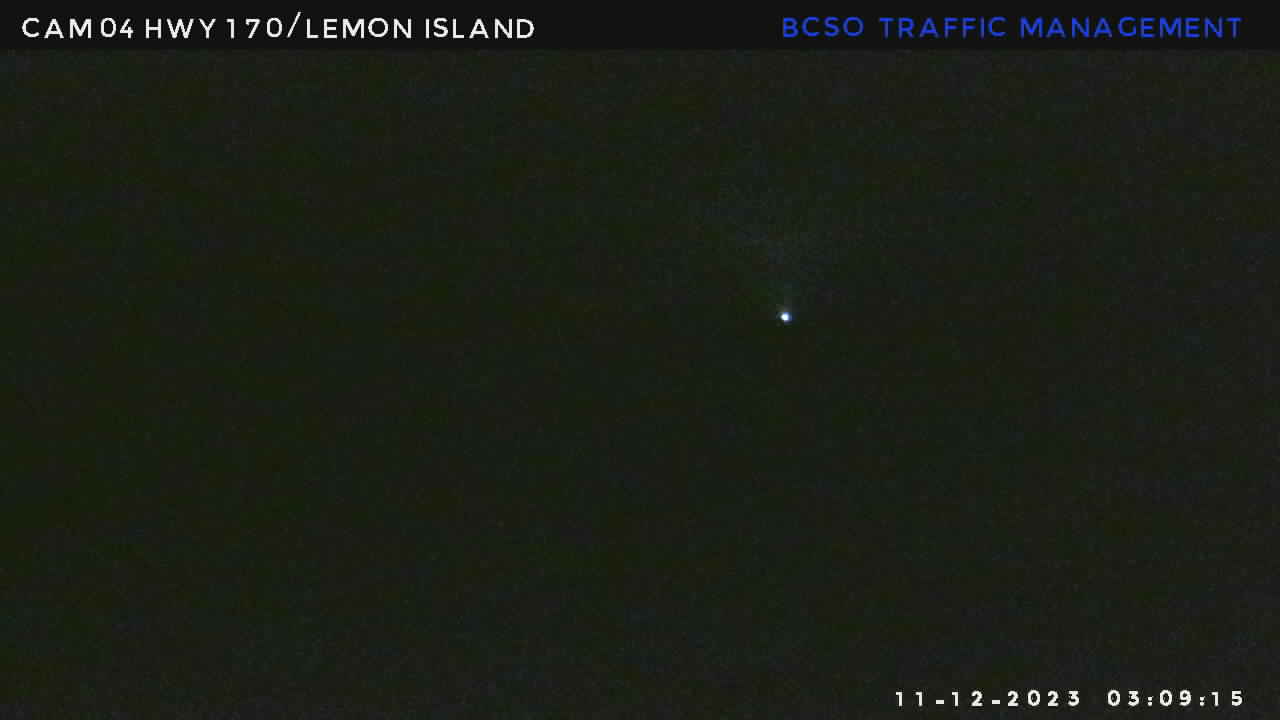 CAM 04 HWY 170/LEMON ISLAND
BCSO TRAFFIC MANAGEMENT
11-12-2023 03:09:15